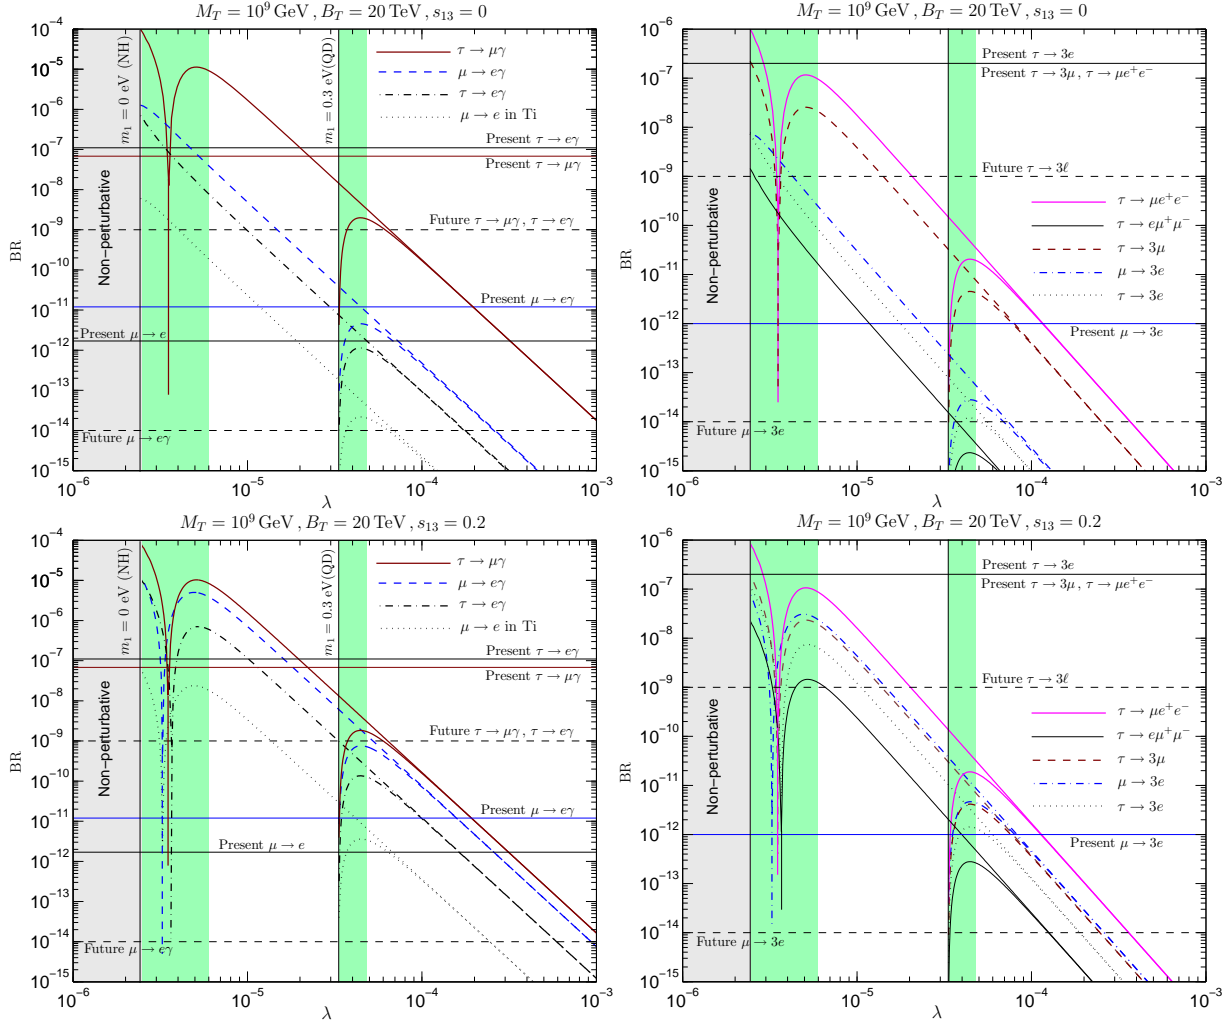 M_T = 10^9 GeV , B_T = 20 TeV , s_13 = 0
10^−4
10^−5
10^−6
10^−7
10^−8
10^−9
10^−10
10^−11
10^−12
10^−13
10^−14
10^−15
BR
10^−6
10^−5
10^−4
10^−3
λ
Non−perturbative
m_1 = 0 eV (NH)
m_1 = 0.3 eV(QD)
τ → μγ
μ → eγ
τ → eγ
μ → e in Ti
Present τ → eγ
Present τ → μγ
Future τ → μγ , τ → eγ
Present μ → eγ
Present μ → e
Future μ → eγ
M_T = 10^9 GeV , B_T = 20 TeV , s_13 = 0
10^−6
10^−7
10^−8
10^−9
10^−10
10^−11
10^−12
10^−13
10^−14
10^−15
BR
10^−6
10^−5
10^−4
10^−3
λ
Non−perturbative
Present τ → 3e
Present τ → 3μ , τ → μe^+e^−
Future τ → 3ℓ
τ → μe^+e^−
τ → eμ^+μ^−
τ → 3μ
μ → 3e
τ → 3e
Present μ → 3e
Future μ → 3e
M_T = 10^9 GeV , B_T = 20 TeV , s_13 = 0.2
10^−4
10^−5
10^−6
10^−7
10^−8
10^−9
10^−10
10^−11
10^−12
10^−13
10^−14
10^−15
BR
10^−6
10^−5
10^−4
10^−3
λ
Non−perturbative
m_1 = 0 eV (NH)
m_1 = 0.3 eV(QD)
τ → μγ
μ → eγ
τ → eγ
μ → e in Ti
Present τ → eγ
Present τ → μγ
Future τ → μγ , τ → eγ
Present μ → eγ
Present μ → e
Future μ → eγ
M_T = 10^9 GeV , B_T = 20 TeV , s_13 = 0.2
10^−6
10^−7
10^−8
10^−9
10^−10
10^−11
10^−12
10^−13
10^−14
10^−15
BR
10^−6
10^−5
10^−4
10^−3
λ
Non−perturbative
Present τ → 3e
Present τ → 3μ , τ → μe^+e^−
Future τ → 3ℓ
τ → μe^+e^−
τ → eμ^+μ^−
τ → 3μ
μ → 3e
τ → 3e
Present μ → 3e
Future μ → 3e